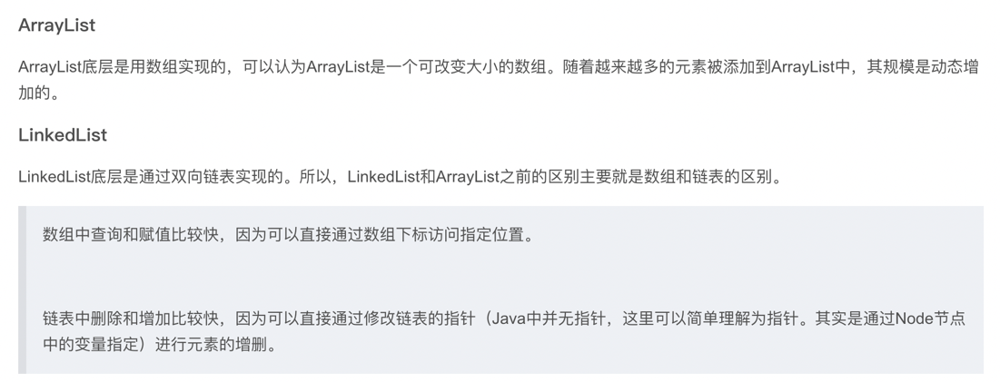 ArrayList
ArrayList底层是用数组实现的，可以认为ArrayList是一个可改变大小的数组。随着越来越多的元素被添加到ArrayList中，其规模是动态增
加的。
LinkedList
LinkedList底层是通过双向链表实现的。所以，LinkedList和ArrayList之前的区别主要就是数组和链表的区别。
数组中查询和赋值比较快，因为可以直接通过数组下标访问指定位置。
链表中删除和增加比较快，因为可以直接通过修改链表的指针（Java中并无指针，这里可以简单理解为指针。其实是通过Node节点
中的变量指定）进行元素的增删。